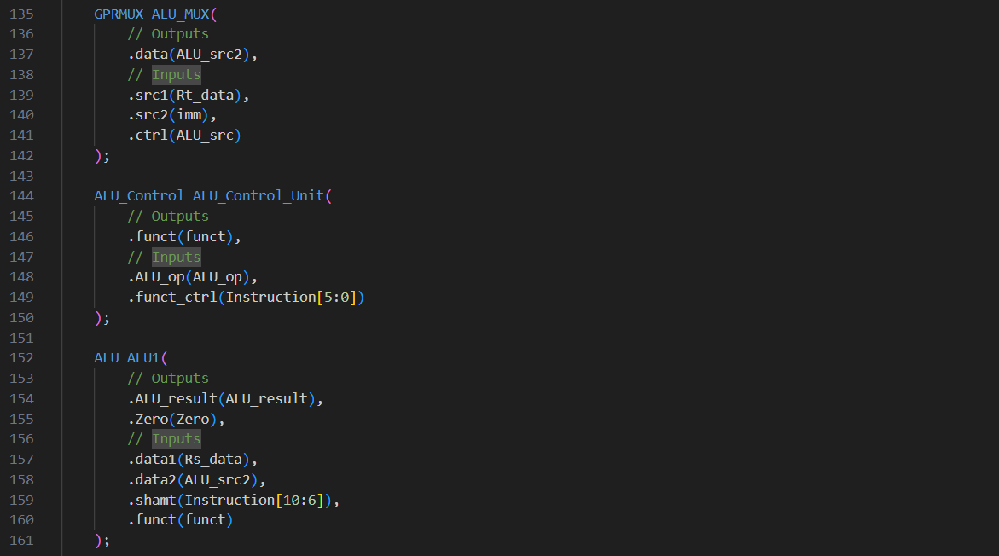 135 GPRMUX ALU_MUX(
136 // Outputs
137 .data(ALU_src2),
138 // Inputs
139 .src1(Rt_data),
140 .src2(imm),
141 .ctrl(ALU_src)
142 );
143
144 ALU_Control ALU_Control_Unit(
145 // Outputs
146 .funct(funct),
147 // Inputs
148 .ALU_op(ALU_op),
149 .funct_ctrl(Instruction[5:0])
150 );
151
152 ALU ALU1(
153 // Outputs
154 .ALU_result(ALU_result),
155 .Zero(Zero),
156 // Inputs
157 .data1(Rs_data),
158 .data2(ALU_src2),
159 .shamt(Instruction[10:6]),
160 .funct(funct)
161 );